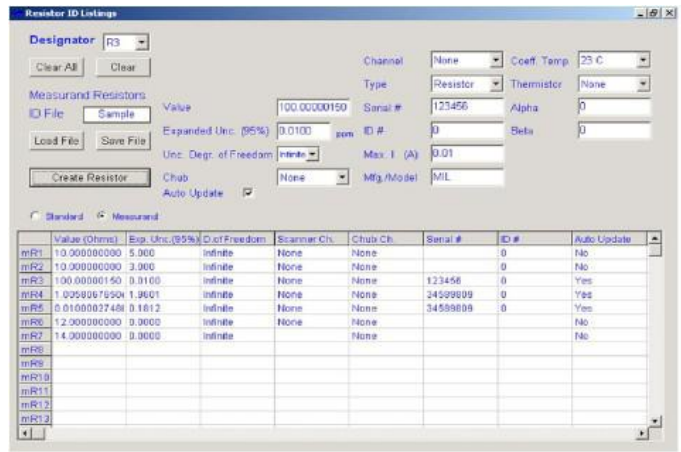 Resistor ID Listings
Designator R3
Clear All Clear
Measurand Resistors
ID File Sample
Load File Save File
Create Resistor
Standard Measurand
Value 100.00000150
Expanded Unc. (95%) 0.0100 ppm
Unc. Degr. of Freedom Infinite
Chub None
Auto Update
Channel None
Type Resistor
Serial # 123456
ID # 0
Max. I (A) 0.01
Mfg./Model MIL
Coeff. Temp 23 C
Thermistor None
Alpha 0
Beta 0
Value (Ohms) Exp. Unc.(95%) D.of Freedom Scanner Ch. Chub Ch. Serial # ID # Auto Update
mR1 10.000000000 5.000 Infinite None None 0 No
mR2 10.000000000 3.000 Infinite None None 0 No
mR3 100.00000150 0.0100 Infinite None None 123456 0 Yes
mR4 Infinite None None 34599809 0 Yes
mR5 0.1812 Infinite None None 34599809 0 Yes
mR6 12.000000000 0.0000 Infinite None None No
mR7 14.000000000 0.0000 Infinite None No
mR8
mR9
mR10
mR11
mR12
mR13